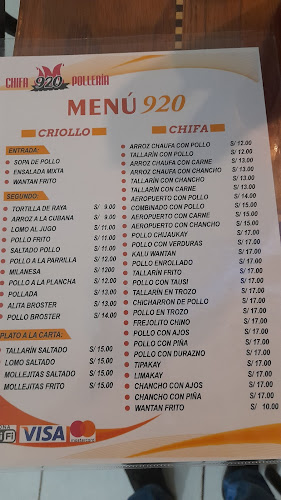 CHIFA 920 POLLERÍA
MENÚ 920
CRIOLLO
ENTRADA:
SOPA DE POLLO
ENSALADA MIXTA
WANTAN FRITO
SEGUNDO:
TORTILLA DE RAYA S/ 9.00
ARROZ A LA CUBANA S/ 9.00
LOMO AL JUGO S/ 11.00
POLLO FRITO S/ 11.00
SALTADO POLLO S/ 11.00
POLLO A LA PARRILLA S/ 12.00
MILANESA S/ 1200
POLLO A LA PLANCHA S/ 12.00
POLLADA S/ 13.00
ALITA BROSTER S/ 13.00
POLLO BROSTER S/ 14.00
PLATO A LA CARTA:
TALLARÍN SALTADO S/ 15.00
LOMO SALTADO S/ 15.00
MOLLEJITAS SALTADO S/ 15.00
MOLLEJITAS FRITO S/ 15.00
CHIFA
ARROZ CHAUFA CON POLLO S/ 12.00
TALLARÍN CON POLLO S/ 12.00
ARROZ CHAUFA CON CARNE S/ 13.00
ARROZ CHAUFA CON CHANCHO S/ 13.00
TALLARÍN CON CHANCHO S/ 13.00
TALLARÍN CON CARNE S/ 13.00
AEROPUERTO CON POLLO S/ 14.00
COMBINADO CON POLLO S/ 15.00
AEROPUERTO CON CARNE S/ 15.00
AEROPUERTO CON CHANCHO S/ 15.00
POLLO CHIJAUKAY S/ 17.00
POLLO CON VERDURAS S/ 17.00
KALU WANTAN S/ 17.00
POLLO ENROLLADO S/ 17.00
TALLARÍN FRITO S/ 17.00
POLLO CON TAUSI S/ 17.00
TALLARÍN EN TROZO S/ 17.00
CHICHARRON DE POLLO S/ 17.00
POLLO EN TROZO S/ 17.00
FREJOLITO CHINO S/ 17.00
POLLO CON AJOS S/ 17.00
POLLO CON PIÑA S/ 17.00
POLLO CON DURAZNO S/ 17.00
TIPAKAY S/ 17.00
LIMAKAY S/ 17.00
CHANCHO CON AJOS S/ 17.00
CHANCHO CON PIÑA S/ 17.00
WANTAN FRITO S/ 10.00
VISA